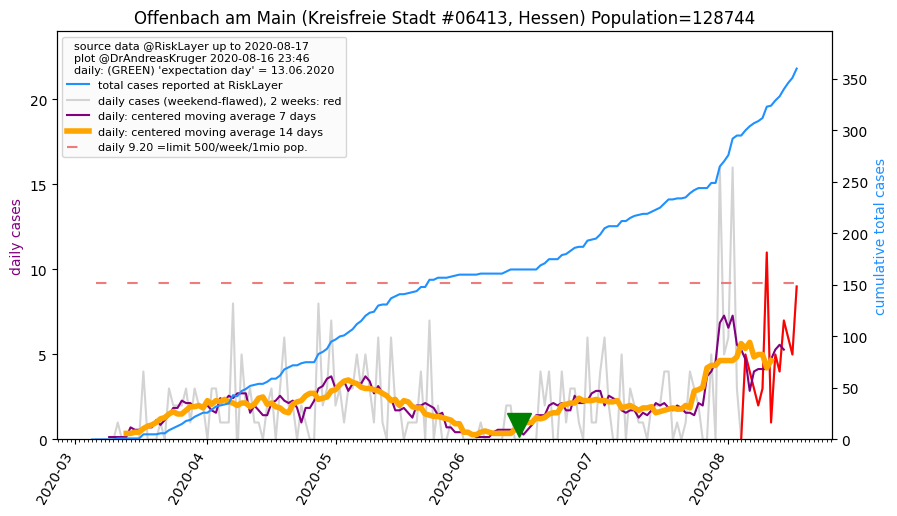 Offenbach am Main (Kreisfreie Stadt #06413, Hessen) Population=128744
source data @RiskLayer up to 2020-08-17
plot @DrAndreasKruger 2020-08-16 23:46
daily: (GREEN) 'expectation day' = 13.06.2020
total cases reported at RiskLayer
daily cases (weekend-flawed), 2 weeks: red
daily: centered moving average 7 days
daily: centered moving average 14 days
daily 9.20 =limit 500/week/1mio pop.
daily cases
20
15
10
5
0
cumulative total cases
350
300
250
200
150
100
50
0
2020-03
2020-04
2020-05
2020-06
2020-07
2020-08